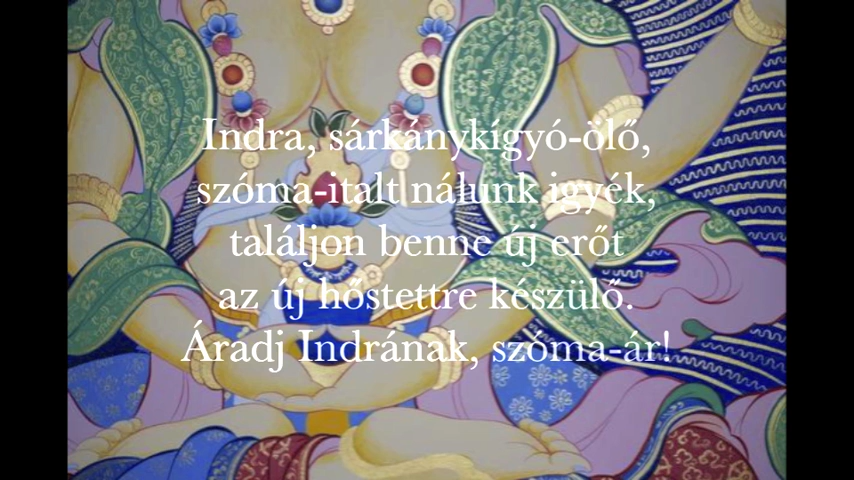 Indra, sárkánykígyó-ölő,
szóma-italt nálunk igyék,
találjon benne új erőt
az új hőstettre készülő.
Áradj Indrának, szóma-ár!